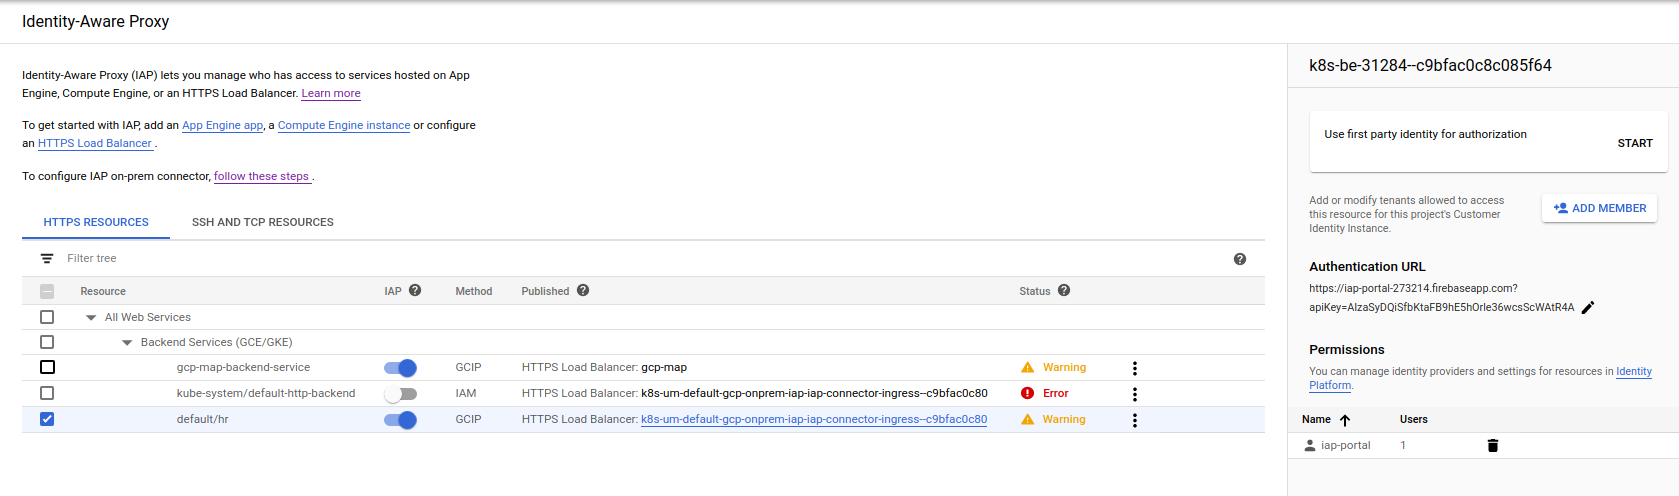 Identity-Aware Proxy
Identity-Aware Proxy (IAP) lets you manage who has access to services hosted on App
Engine, Compute Engine, or an HTTPS Load Balancer. Learn more
To get started with IAP, add an App Engine app, a Compute Engine instance or configure
an HTTPS Load Balancer .
To configure IAP on-prem connector, follow these steps .
HTTPS RESOURCES SSH AND TCP RESOURCES
Filter tree
Resource IAP Method Published Status
All Web Services
Backend Services (GCE/GKE)
gcp-map-backend-service GCIP HTTPS Load Balancer: gcp-map Warning
kube-system/default-http-backend IAM HTTPS Load Balancer: k8s-um-default-gcp-onprem-iap-iap-connector-ingress--c9bfac0c80 Error
default/hr GCIP HTTPS Load Balancer: k8s-um-default-gcp-onprem-iap-iap-connector-ingress--c9bfac0c80 Warning
k8s-be-31284--c9bfac0c8c085f64
Use first party identity for authorization
START
Add or modify tenants allowed to access
this resource for this project's Customer
Identity Instance.
ADD MEMBER
Authentication URL
https://iap-portal-273214.firebaseapp.com?
apiKey=AIzaSyDQiSfbKtaFB9hE5hOrle36wcsScWAtR4A
Permissions
You can manage identity providers and settings for resources in Identity
Platform.
Name Users
iap-portal 1